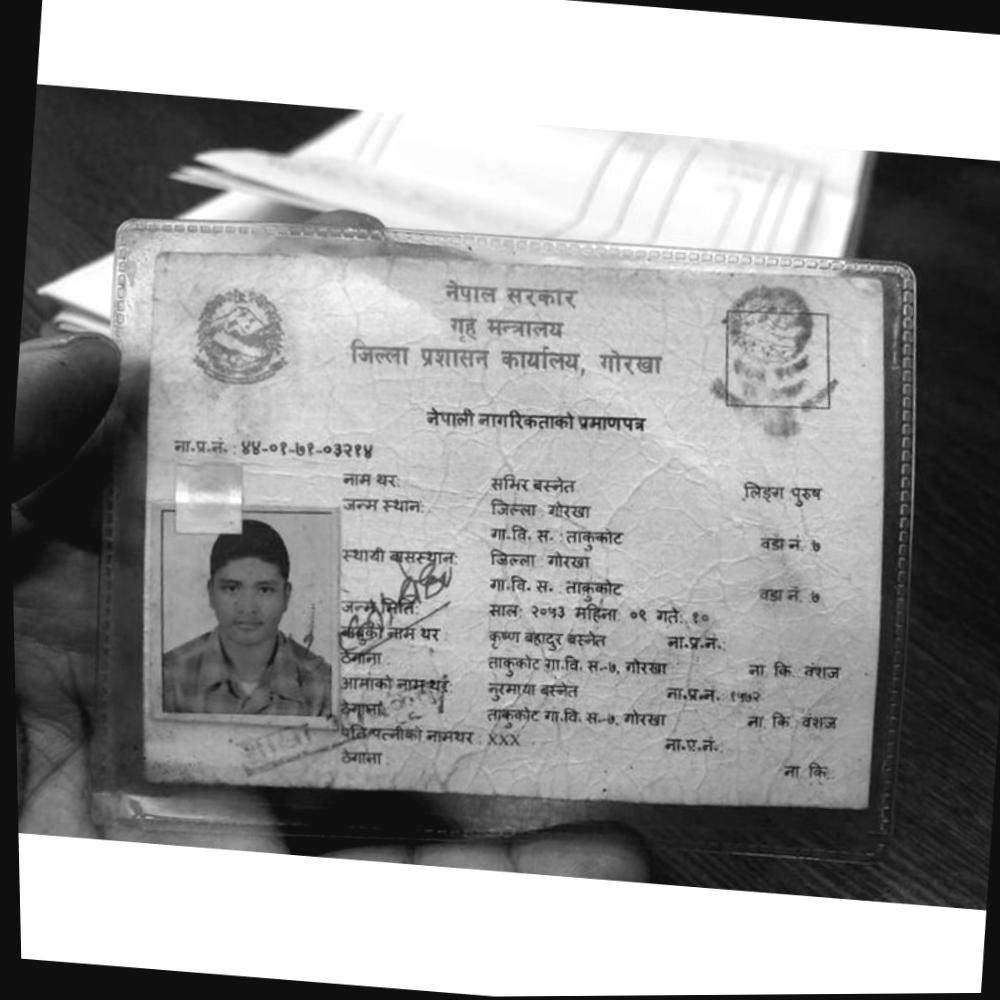 नेपाल सरकार
गृह मन्त्रालय
जिल्ला प्रशासन कार्यालय, गोरखा
नेपाली नागरिकताको प्रमाणपत्र
ना.प्र.नं. : ४४-०१-७१-०३२१४
नाम थर: समिर बस्नेत लिङ्ग पुरुष
जन्म स्थान: जिल्ला गोरखा
गा.वि. स. : ताकुकोट वडा नं. ७
स्थायी बासस्थान: जिल्ला गोरखा
गा.वि. स. ताकुकोट वडा नं. ७
जन्म मिति: साल: २०५३ महिना: ०९ गते: १०
बाबुको नाम थर : कृष्ण बहादुर बस्नेत ना.प्र.नं.:
ठेगाना : ताकुकोट गा.वि. स.-७, गोरखा ना. कि. वंशज
आमाको नाम थर: नुरमाया बस्नेत ना.प्र.नं. १५७२
ठेगाना: ताकुकोट गा.वि. स.-७, गोरखा ना. कि. वंशज
पति/पत्नीको नामथर : XXX ना.प्र.नं.:
ठेगाना : ना. कि.: